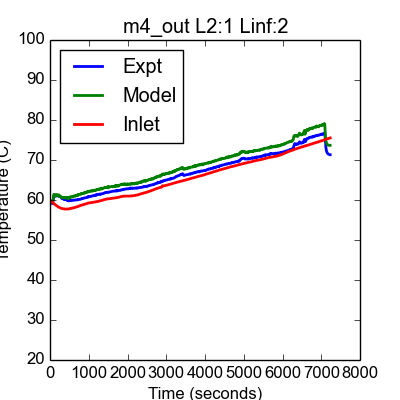 m4_out L2:1 Linf:2
100
90
80
70
60
50
40
30
20
Temperature (C)
Expt
Model
Inlet
0 1000 2000 3000 4000 5000 6000 7000 8000
Time (seconds)